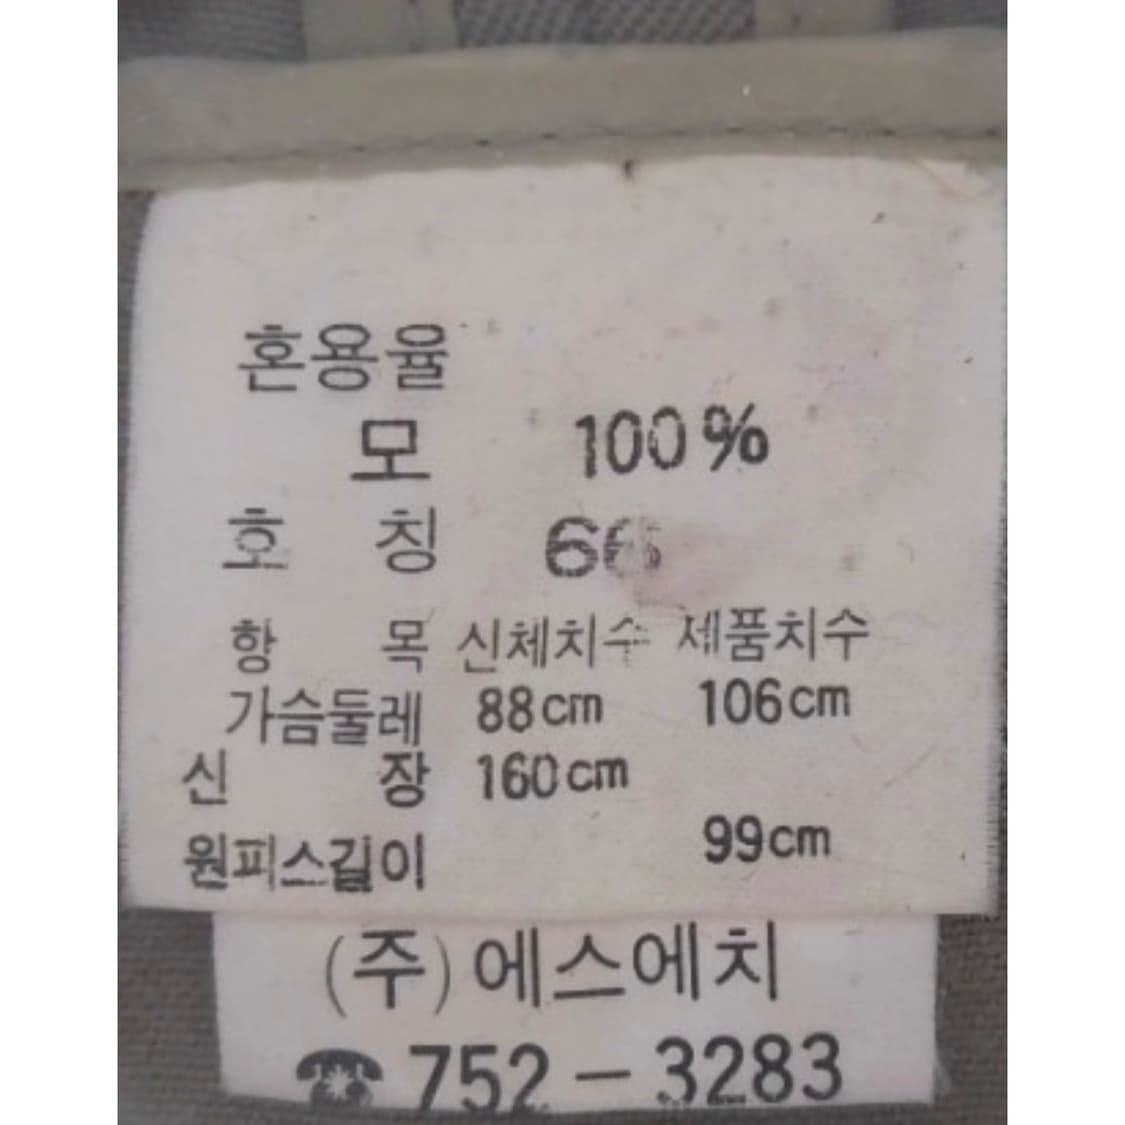 혼용율
모 100%
호 칭 66
항 목 신체치수 제품치수
가슴둘레 88cm 106cm
신 장 160cm
원피스길이 99cm
(주)에스에치
☎752-3283